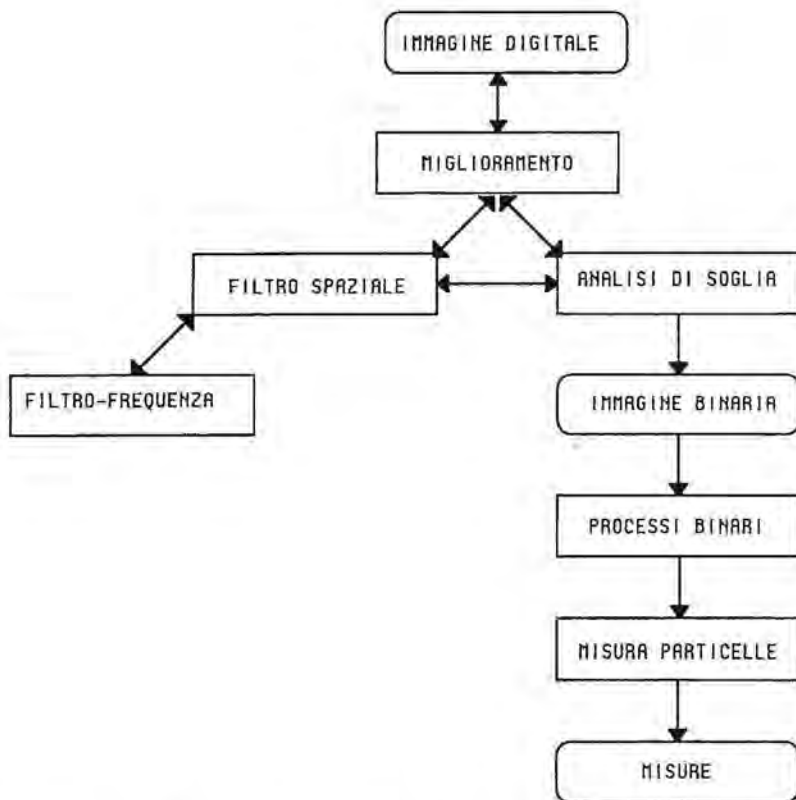 IMMAGINE DIGITALE
MIGLIORAMENTO
FILTRO SPAZIALE
ANALISI DI SOGLIA
FILTRO-FREQUENZA
IMMAGINE BINARIA
PROCESSI BINARI
MISURA PARTICELLE
MISURE